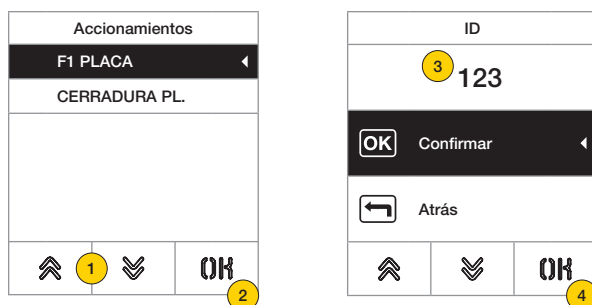 Accionamientos
F1 PLACA
CERRADURA PL.
1
OK
2
ID
3
123
OK Confirmar
Atrás
OK
4